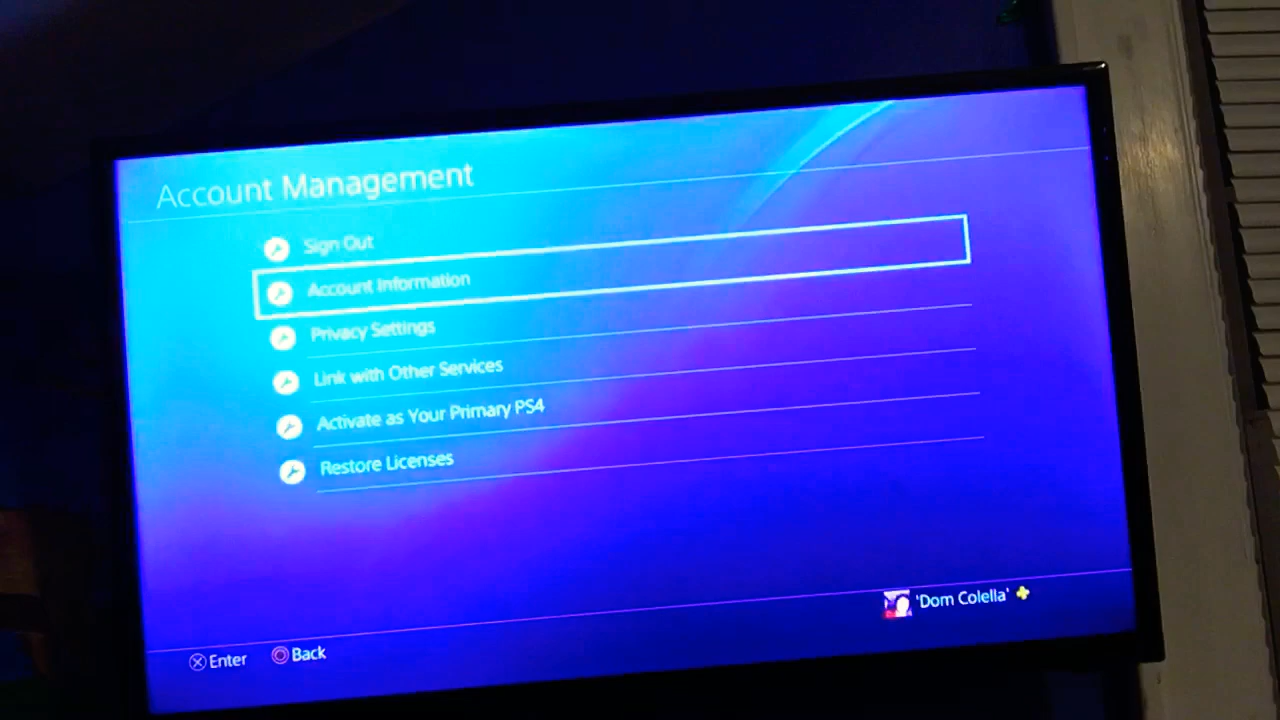 Account Management
Sign Out
Account Information
Privacy Settings
Link with Other Services
Activate as Your Primary PS4
Restore Licenses
'Dom Colella'
Enter Back